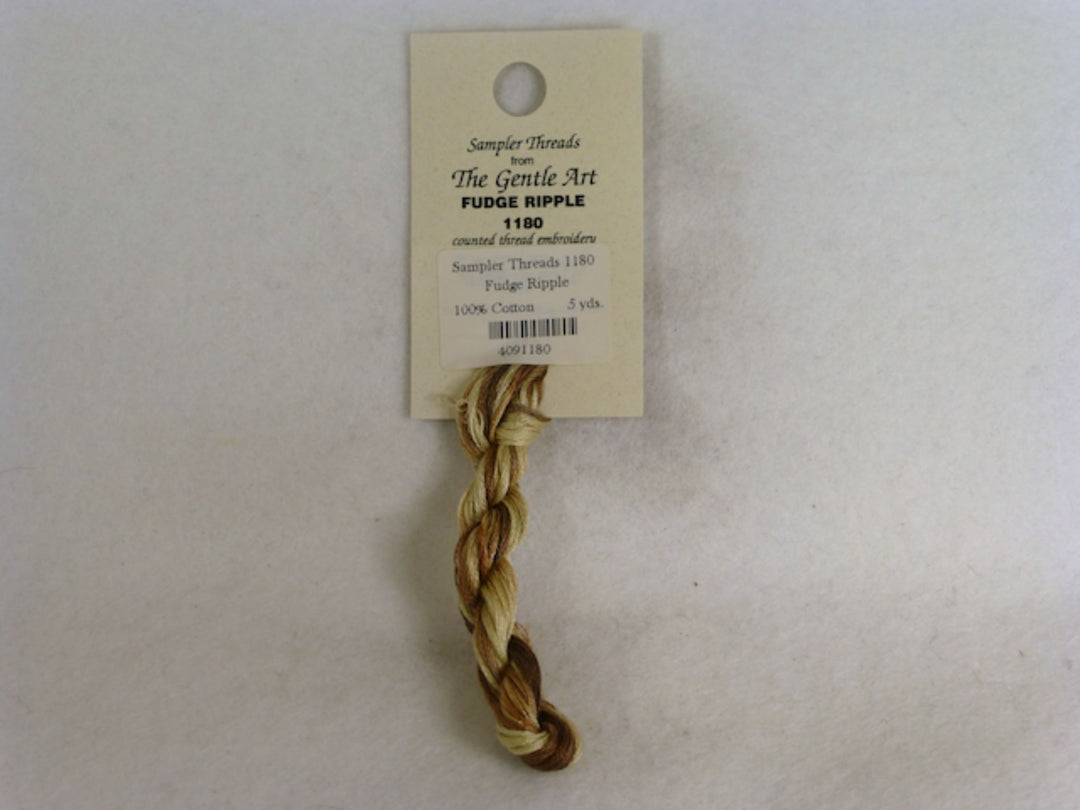 Sampler Threads
from
The Gentle Art
FUDGE RIPPLE
1180
counted thread embroidery
Sampler Threads 1180
Fudge Ripple
100% Cotton 5 yds.
4091180